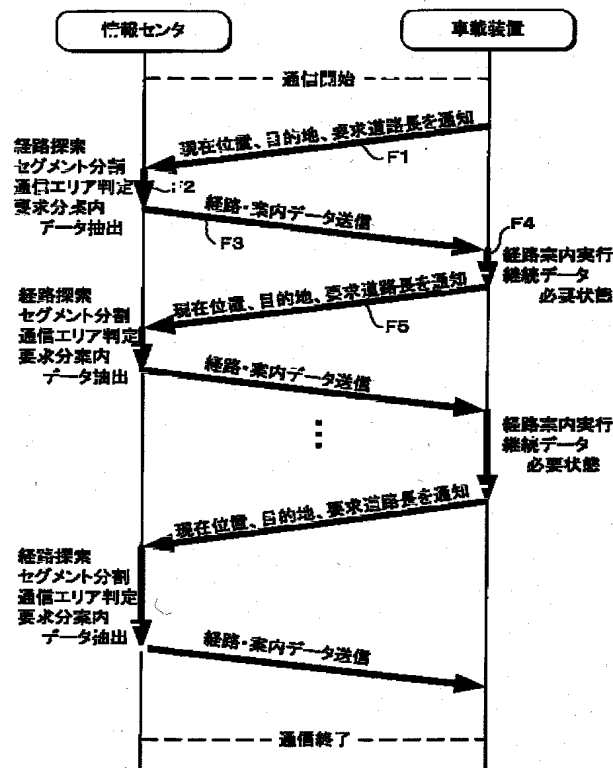 情報センタ
車載装置
通信開始
現在位置、目的地、要求道路長を通知
F1
経路探索
セグメント分割
通信エリア判定
要求分案内
データ抽出
F2
経路・案内データ送信
F3
F4
経路案内実行
継続データ
必要状態
現在位置、目的地、要求道路長を通知
F5
経路探索
セグメント分割
通信エリア判定
要求分案内
データ抽出
経路・案内データ送信
経路案内実行
継続データ
必要状態
現在位置、目的地、要求道路長を通知
経路探索
セグメント分割
通信エリア判定
要求分案内
データ抽出
経路・案内データ送信
通信終了